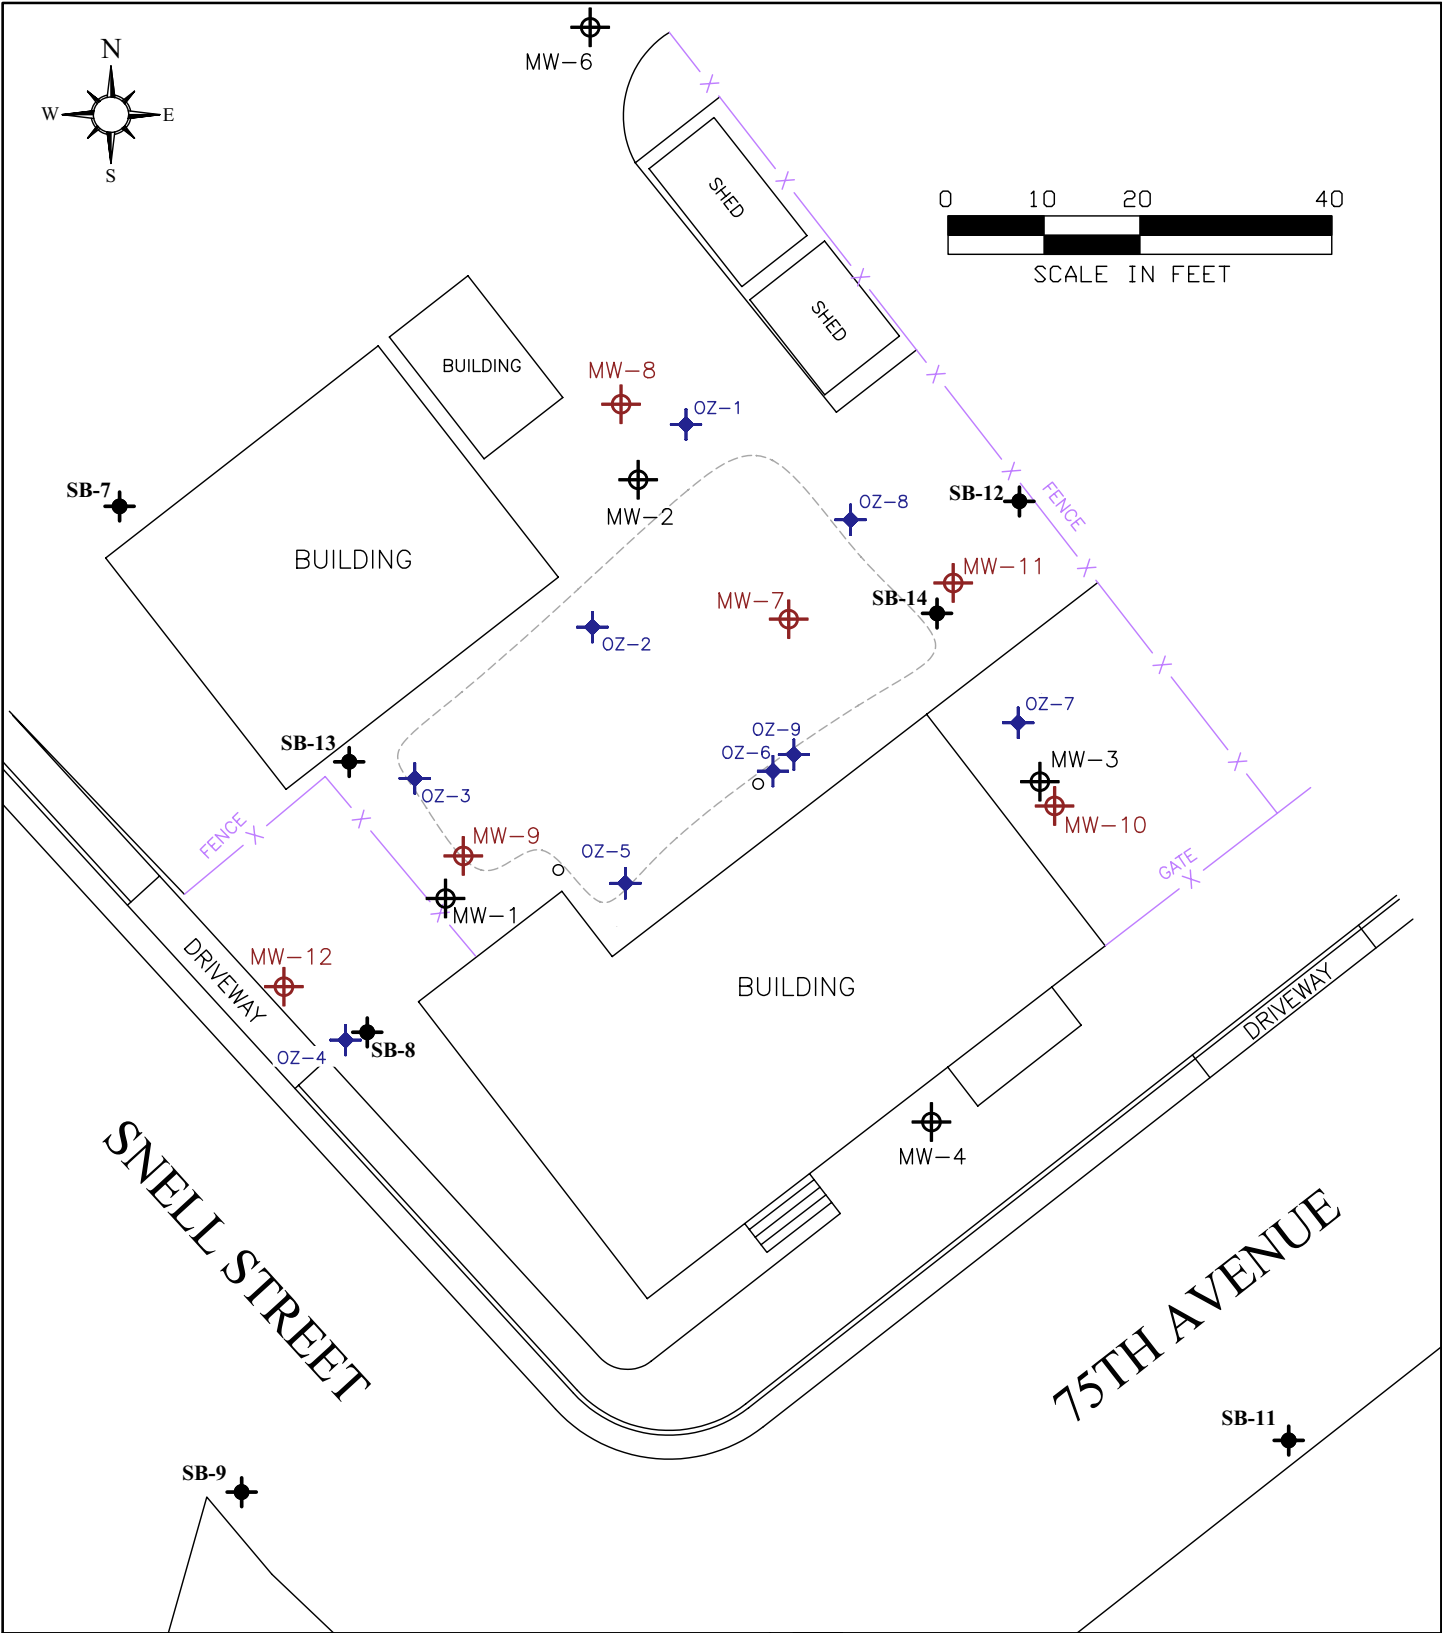 MW-6
N
W
E
S
SHED
0 10 20 40
SCALE IN FEET
SHED
BUILDING
MW-8
OZ-1
SB-7
MW-2
OZ-8
SB-12
FENCE
BUILDING
MW-11
MW-7
SB-14
OZ-2
OZ-7
OZ-9
SB-13
OZ-6
MW-3
OZ-3
FENCE
MW-9
MW-10
OZ-5
GATE
MW-1
MW-12
DRIVEWAY
BUILDING
DRIVEWAY
OZ-4
SB-8
MW-4
SNELL STREET
75TH AVENUE
SB-11
SB-9